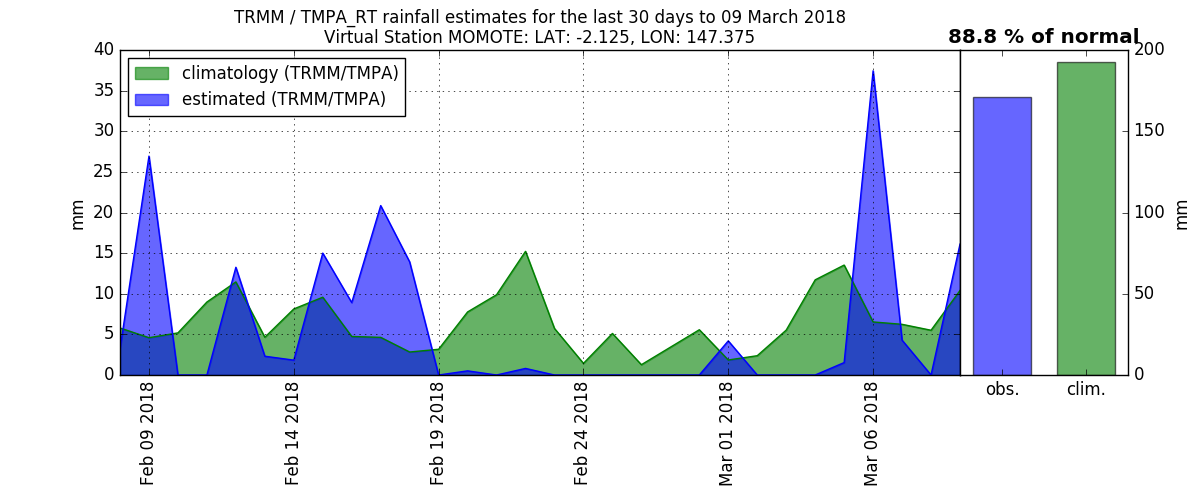 TRMM / TMPA_RT rainfall estimates for the last 30 days to 09 March 2018
Virtual Station MOMOTE: LAT: -2.125, LON: 147.375
88.8 % of normal
climatology (TRMM/TMPA)
estimated (TRMM/TMPA)
mm
40
35
30
25
20
15
10
5
0
Feb 09 2018
Feb 14 2018
Feb 19 2018
Feb 24 2018
Mar 01 2018
Mar 06 2018
200
150
100
50
0
mm
obs.
clim.